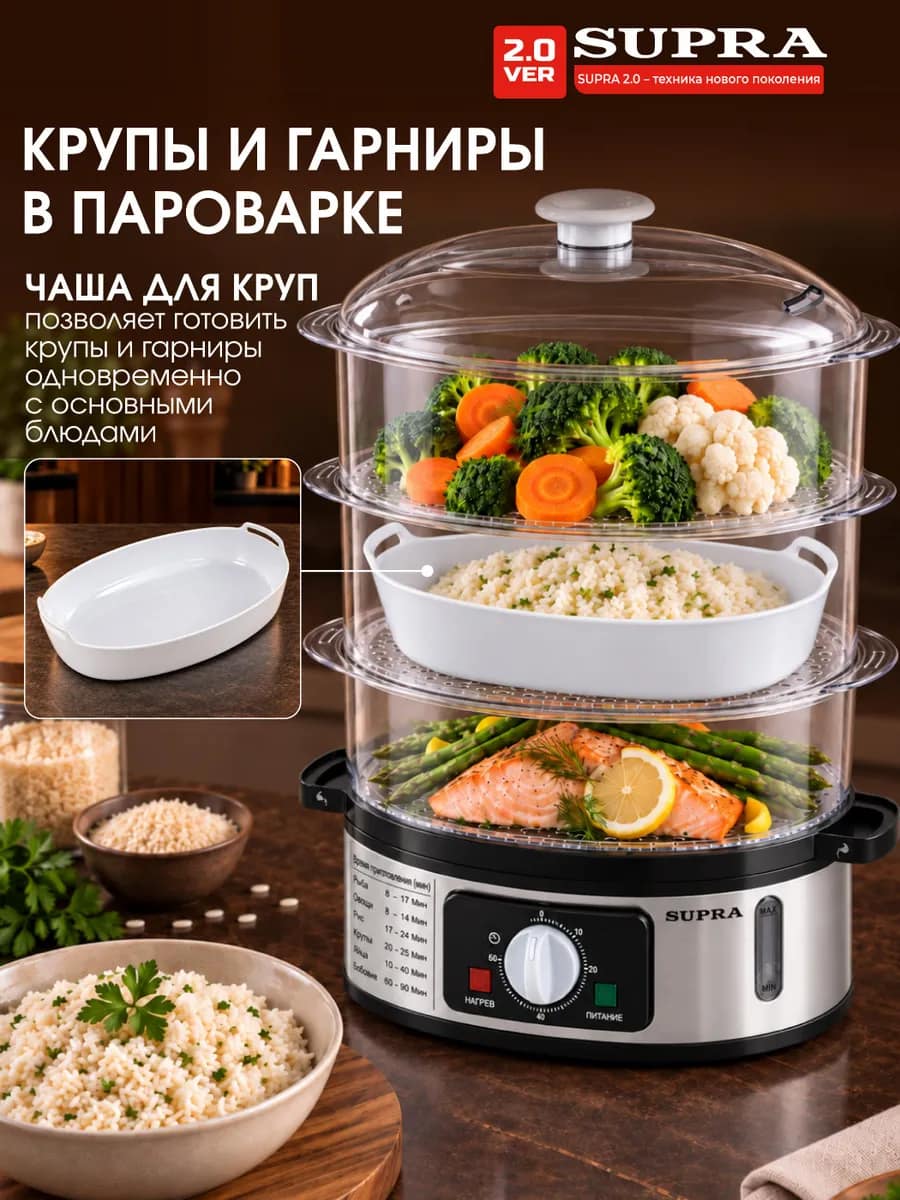 2.0
VER
SUPRA
SUPRA 2.0 – техника нового поколения
КРУПЫ И ГАРНИРЫ
В ПАРОВАРКЕ
ЧАША ДЛЯ КРУП
позволяет готовить
крупы и гарниры
одновременно
с основными
блюдами
Время приготовления (мин)
Рыба 8 – 17 Мин
Овощи 8 – 14 Мин
Рис 17 – 24 Мин
Крупы 20 – 25 Мин
Яйца 10 – 40 Мин
Бобовые 60 – 90 Мин
0
10
20
40
60
НАГРЕВ
ПИТАНИЕ
SUPRA
MAX
MIN